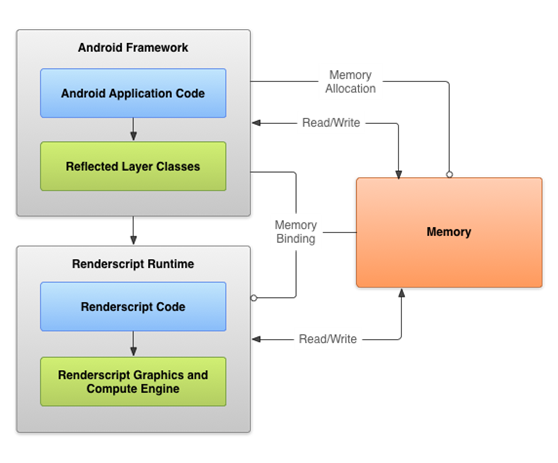 Android Framework
Android Application Code
Reflected Layer Classes
Memory
Allocation
Read/Write
Memory
Binding
Memory
Renderscript Runtime
Renderscript Code
Renderscript Graphics and
Compute Engine
Read/Write